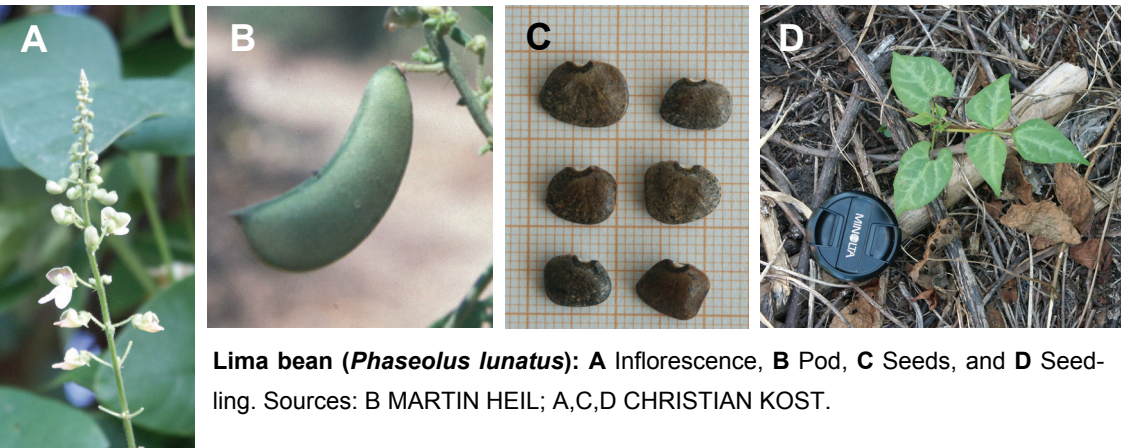 A
B
C
D
MINOLTA
Lima bean (Phaseolus lunatus): A Inflorescence, B Pod, C Seeds, and D Seed-
ling. Sources: B MARTIN HEIL; A,C,D CHRISTIAN KOST.